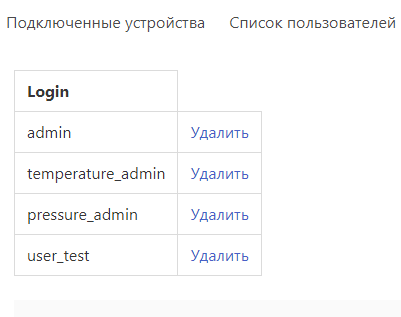 Подключенные устройства Список пользователей
Login
admin Удалить
temperature_admin Удалить
pressure_admin Удалить
user_test Удалить